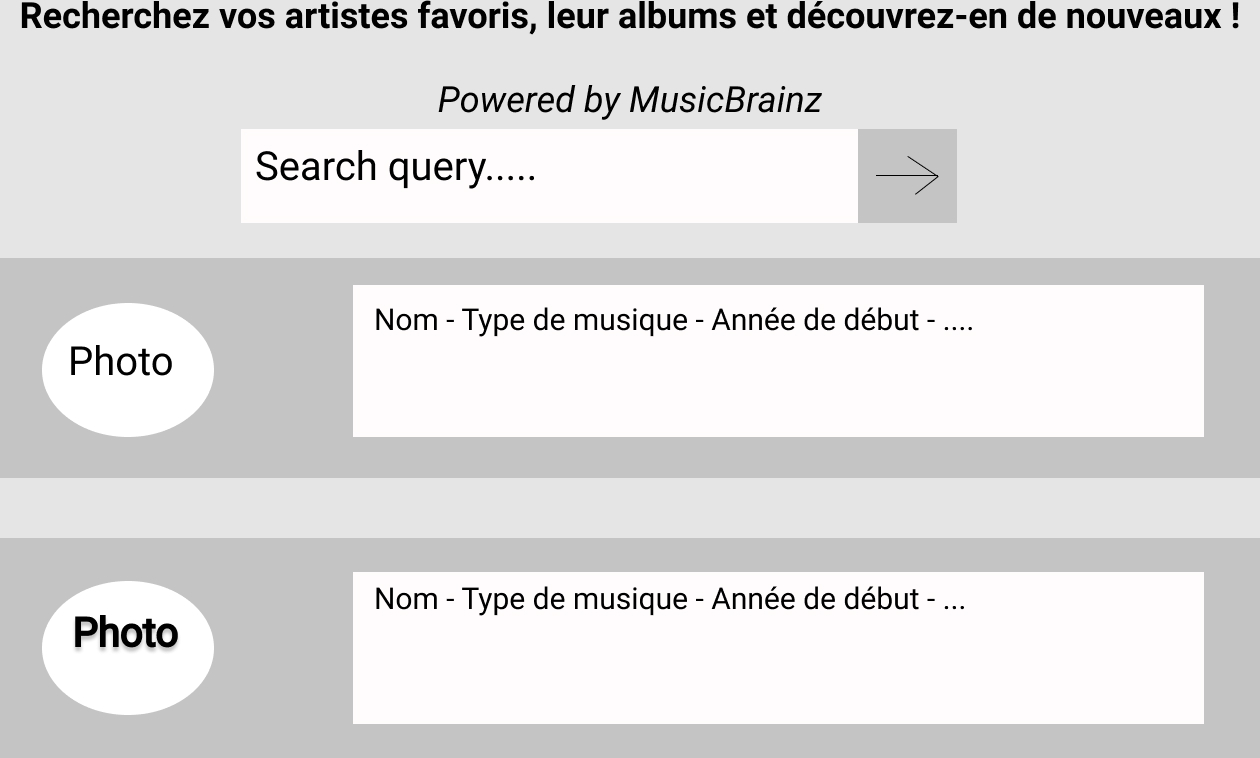 Recherchez vos artistes favoris, leur albums et découvrez-en de nouveaux !
Powered by MusicBrainz
Search query.....
Photo
Nom - Type de musique - Année de début - ....
Photo
Nom - Type de musique - Année de début - ...